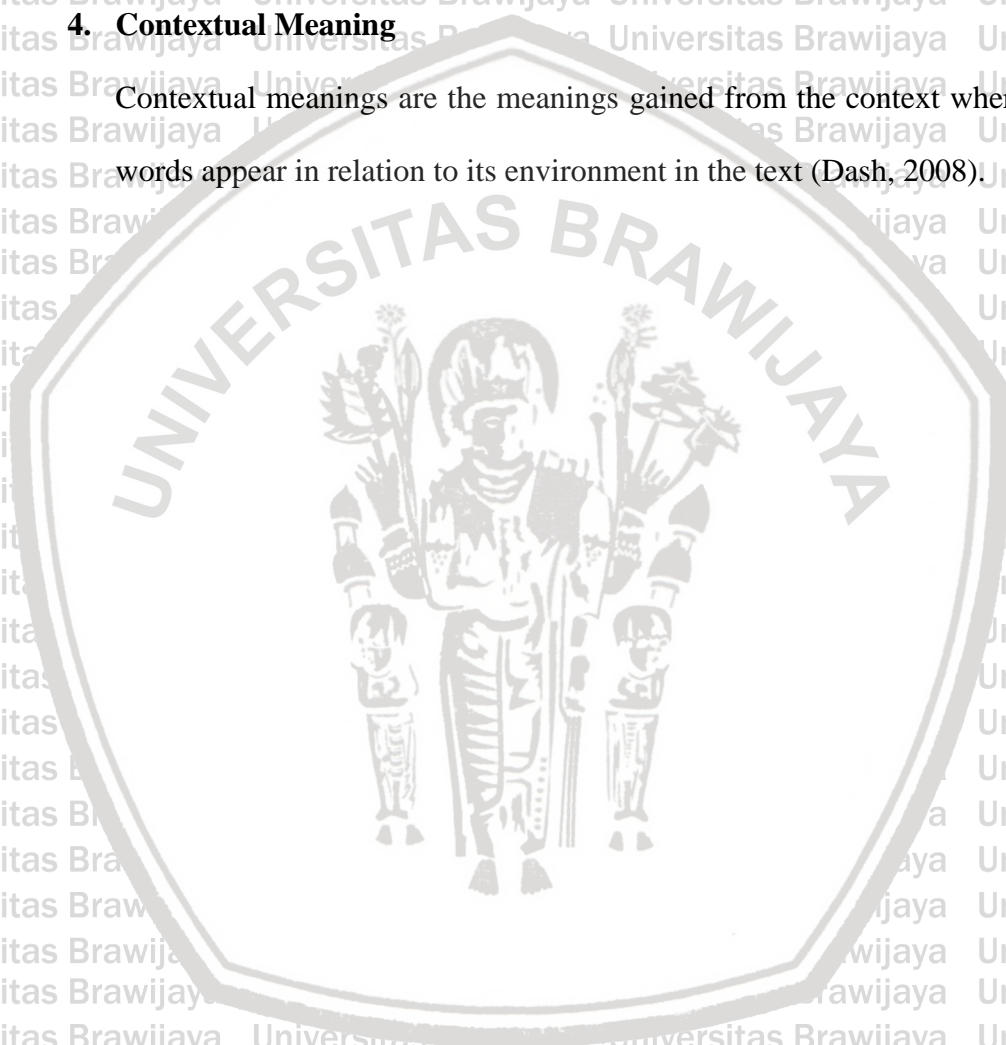 4. Contextual Meaning
Contextual meanings are the meanings gained from the context
words appear in relation to its environment in the text (Dash, 2008).
UNIVERSITAS BRAWIJAYA